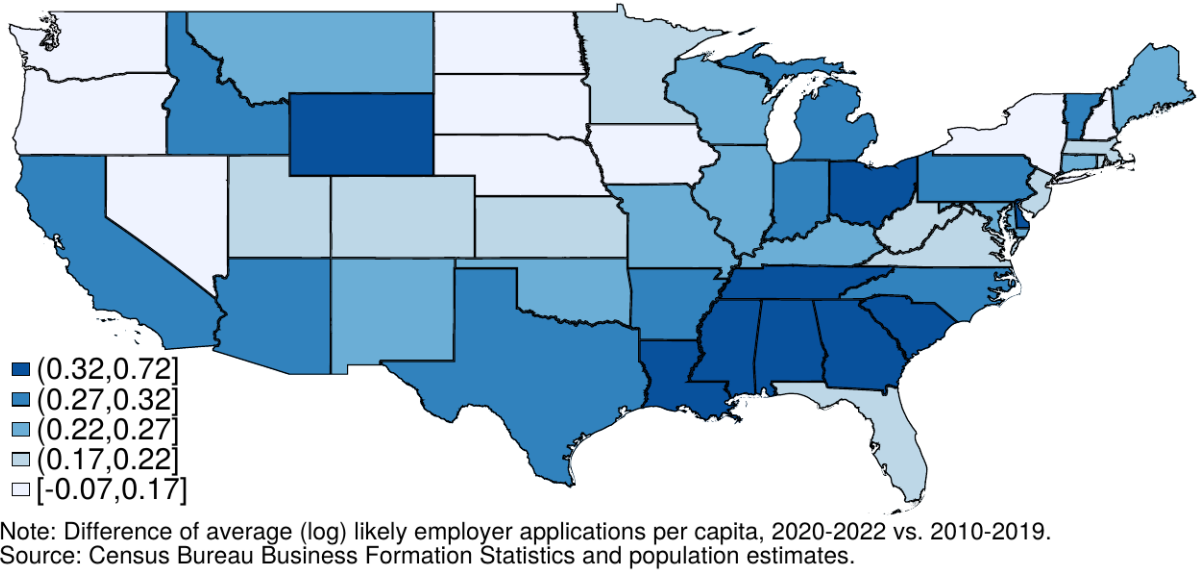 (0.32,0.72]
(0.27,0.32]
(0.22,0.27]
(0.17,0.22]
[-0.07,0.17]
Note: Difference of average (log) likely employer applications per capita, 2020-2022 vs. 2010-2019.
Source: Census Bureau Business Formation Statistics and population estimates.